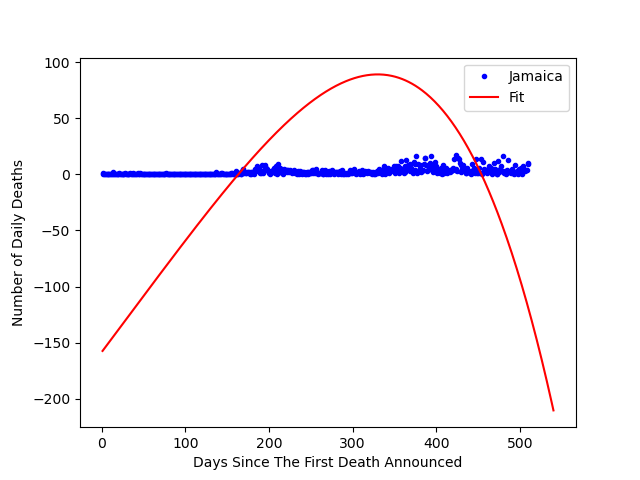 Jamaica
Fit
100
50
0
−50
−100
−150
−200
Number of Daily Deaths
0 100 200 300 400 500
Days Since The First Death Announced